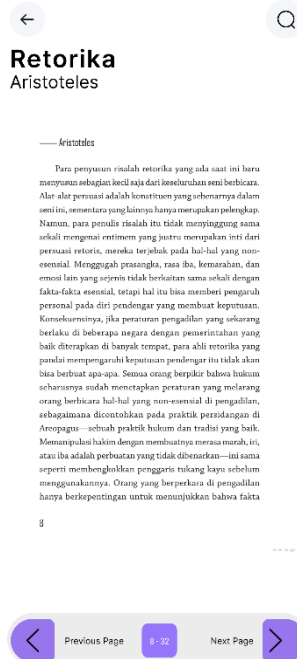 Retorika
Aristoteles
Aristoteles
Para penyusun risalah retorika yang ada saat ini baru
menyusun sebagian kecil saja dari keseluruhan seni berbicara.
Alat-alat persuasi adalah konstituen yang sebenarnya dalam
seni ini, sementara yang lainnya hanya merupakan pelengkap.
Namun, para penulis risalah itu tidak menyinggung sama
sekali mengenai entimem yang justru merupakan inti dari
persuasi retoris, mereka terjebak pada hal-hal yang non-
esensial. Menggugah prasangka, rasa iba, kemarahan, dan
emosi lain yang sejenis tidak berkaitan sama sekali dengan
fakta-fakta esensial, tetapi hal itu bisa memberi pengaruh
personal pada diri pendengar yang membuat keputusan.
Konsekuensinya, jika peraturan pengadilan yang sekarang
berlaku di beberapa negara dengan pemerintahan yang
baik diterapkan di banyak tempat, para ahli retorika yang
pandai mempengaruhi keputusan pendengar itu tidak akan
bisa berbuat apa-apa. Semua orang berpikir bahwa hukum
seharusnya sudah menetapkan peraturan yang melarang
orang berbicara hal-hal yang non-esensial di pengadilan,
sebagaimana dicontohkan pada praktik persidangan di
Areopagus—sebuah praktik hukum dan tradisi yang baik.
Memanipulasi hakim dengan membuatnya merasa marah, iri,
atau iba adalah perbuatan yang tidak dibenarkan—ini sama
seperti membengkokkan penggaris tukang kayu sebelum
menggunakannya. Orang yang berperkara di pengadilan
hanya berkepentingan untuk menunjukkan bahwa fakta
8
Previous Page
8 - 32
Next Page